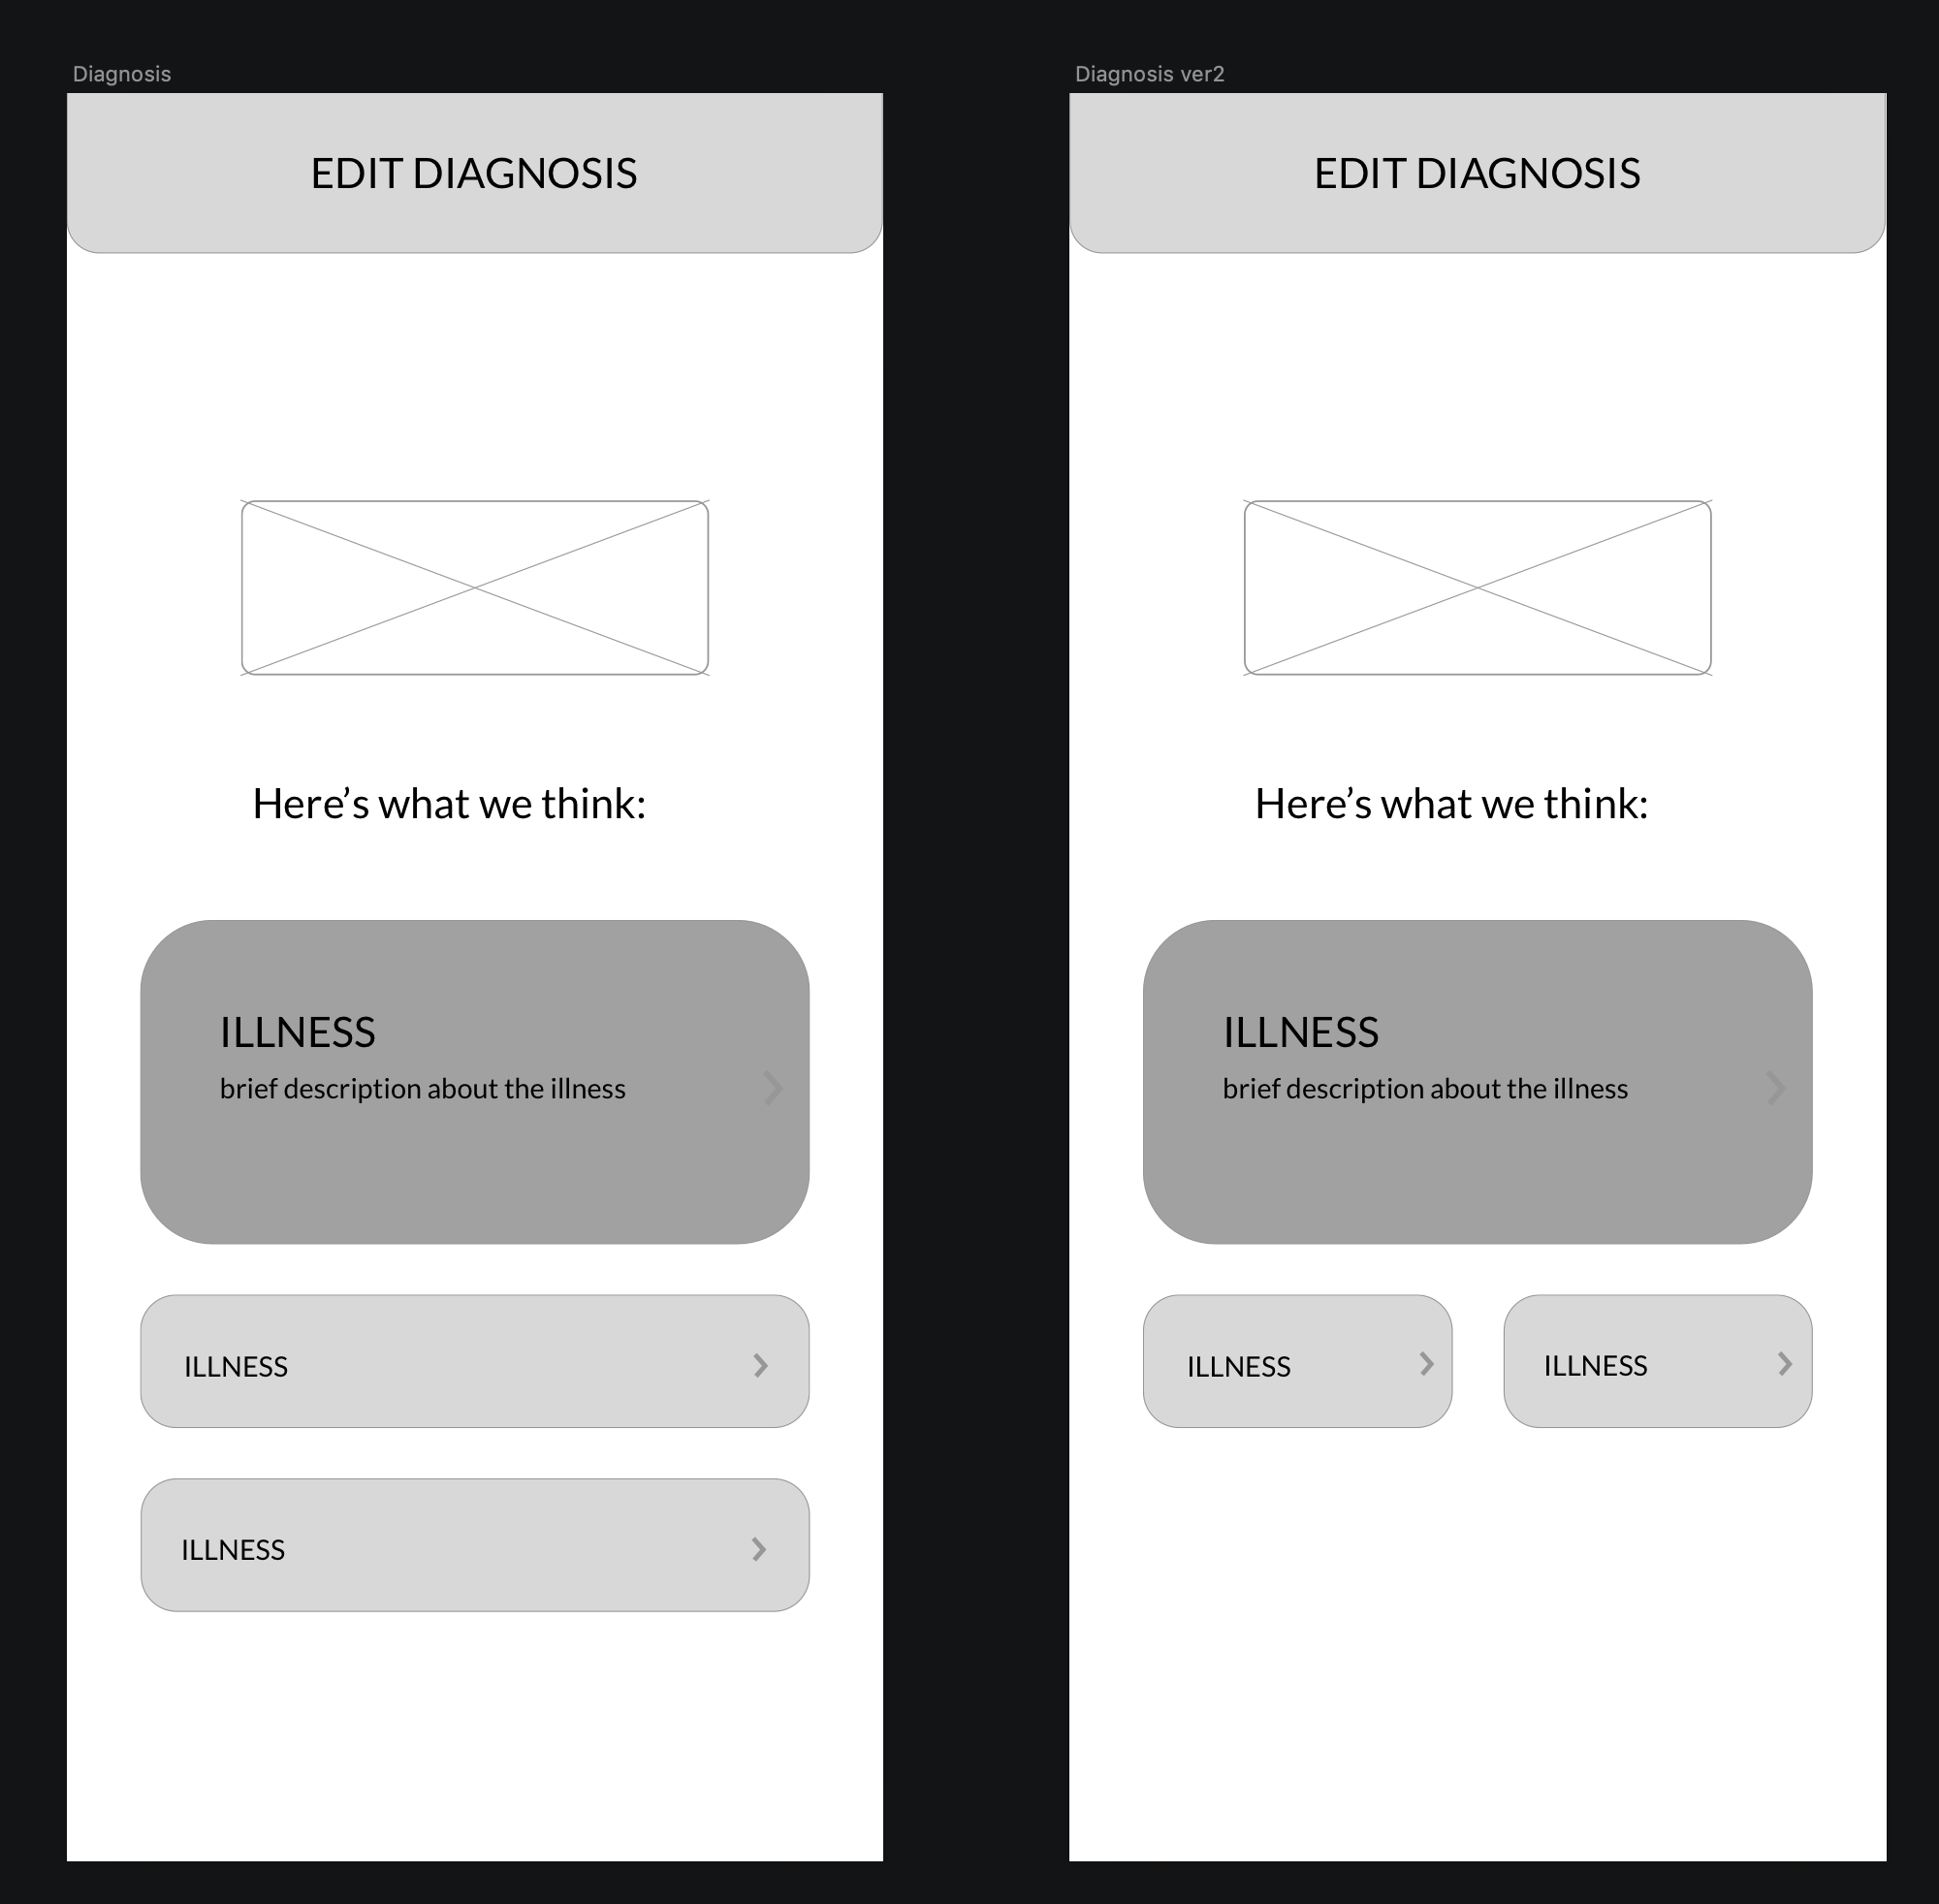 Diagnosis
EDIT DIAGNOSIS
Here’s what we think:
ILLNESS
brief description about the illness
ILLNESS
ILLNESS
Diagnosis ver2
EDIT DIAGNOSIS
Here’s what we think:
ILLNESS
brief description about the illness
ILLNESS
ILLNESS